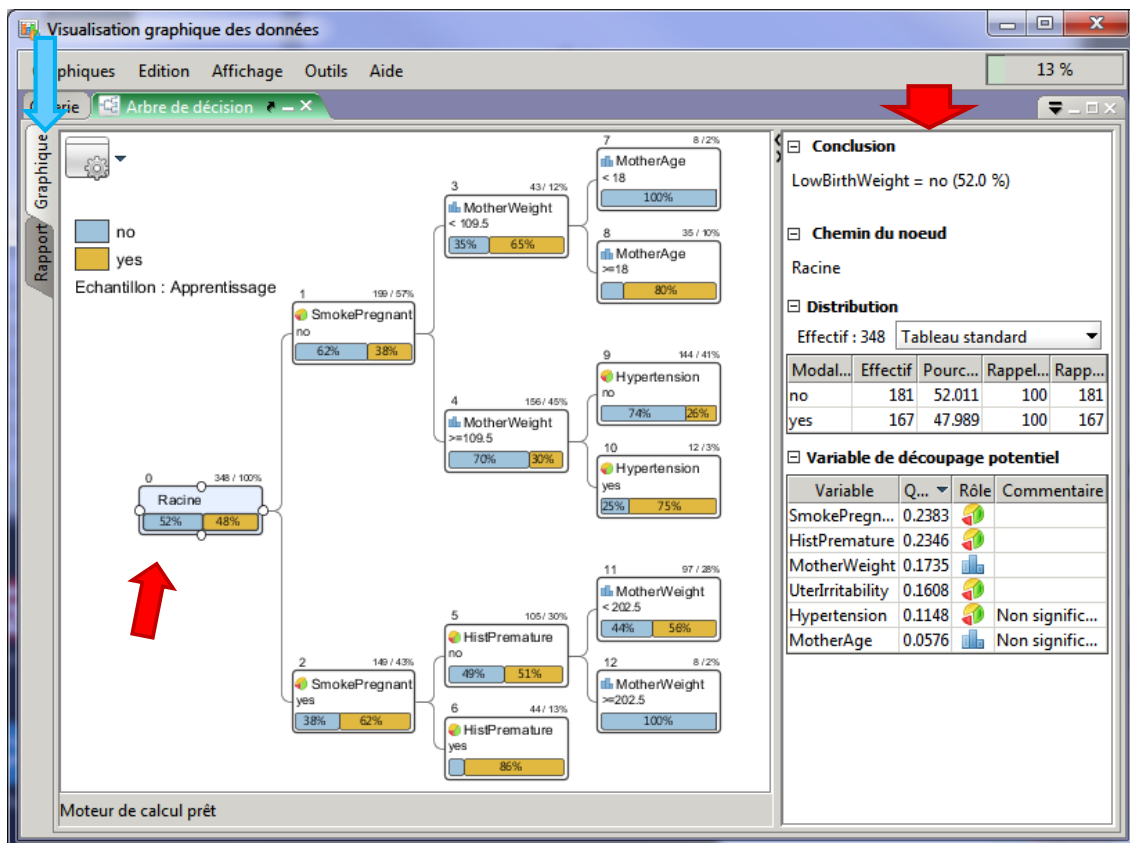 Visualisation graphique des données
phiques Edition Affichage Outils Aide
13 %
erie Arbre de décision
Graphique
Rapport
no
yes
Echantillon : Apprentissage
0 348 / 100%
Racine
52% 48%
1 199 / 57%
SmokePregnant
no
62% 38%
2 149 / 43%
SmokePregnant
yes
38% 62%
3 43 / 12%
MotherWeight
< 109.5
35% 65%
4 156 / 45%
MotherWeight
>=109.5
70% 30%
5 105 / 30%
HistPremature
no
49% 51%
6 44 / 13%
HistPremature
yes
86%
7 8 / 2%
MotherAge
< 18
100%
8 35 / 10%
MotherAge
>=18
80%
9 144 / 41%
Hypertension
no
74% 26%
10 12 / 3%
Hypertension
yes
25% 75%
11 97 / 28%
MotherWeight
< 202.5
44% 56%
12 8 / 2%
MotherWeight
>=202.5
100%
Moteur de calcul prêt
Conclusion
LowBirthWeight = no (52.0 %)
Chemin du noeud
Racine
Distribution
Effectif : 348 Tableau standard
Modal... Effectif Pourc... Rappel... Rapp...
no 181 52.011 100 181
yes 167 47.989 100 167
Variable de découpage potentiel
Variable Q... Rôle Commentaire
SmokePregn... 0.2383
HistPremature 0.2346
MotherWeight 0.1735
UterIrritability 0.1608
Hypertension 0.1148 Non signific...
MotherAge 0.0576 Non signific...